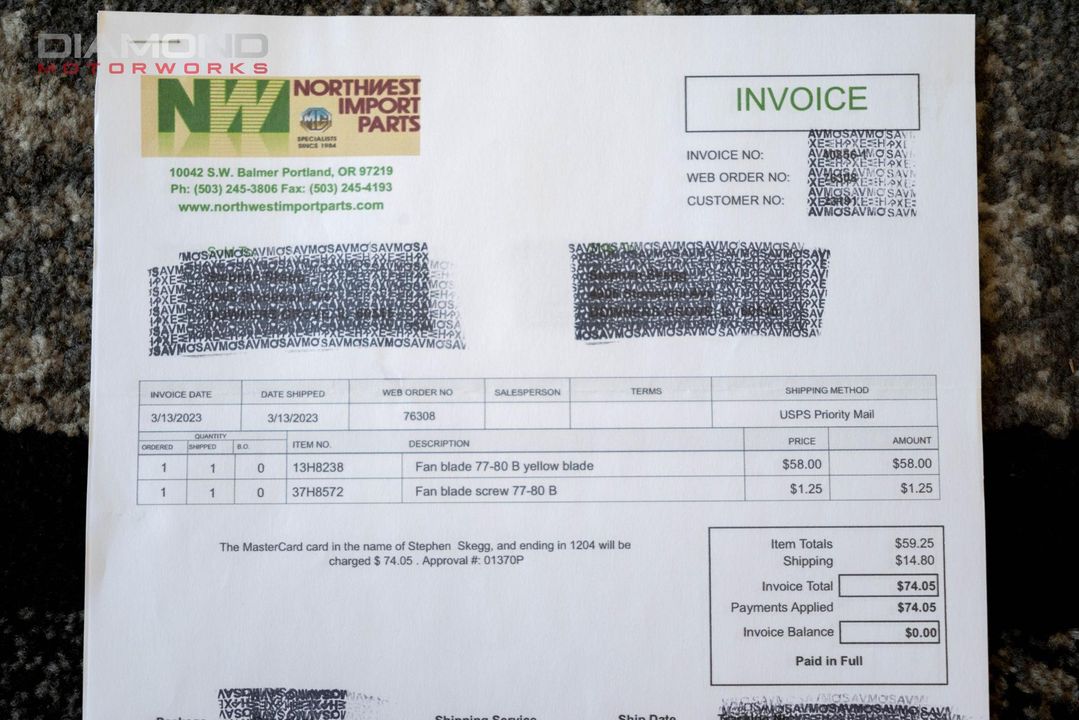 DIAMOND
MOTORWORKS
NW NORTHWEST
IMPORT
PARTS
MG
SPECIALISTS
SINCE 1984
10042 S.W. Balmer Portland, OR 97219
Ph: (503) 245-3806 Fax: (503) 245-4193
www.northwestimportparts.com
INVOICE
INVOICE NO:
WEB ORDER NO:
CUSTOMER NO:
INVOICE DATE DATE SHIPPED WEB ORDER NO SALESPERSON TERMS SHIPPING METHOD
3/13/2023 3/13/2023 76308 USPS Priority Mail
QUANTITY
ORDERED SHIPPED B.O. ITEM NO. DESCRIPTION PRICE AMOUNT
1 1 0 13H8238 Fan blade 77-80 B yellow blade $58.00 $58.00
1 1 0 37H8572 Fan blade screw 77-80 B $1.25 $1.25
The MasterCard card in the name of Stephen Skegg, and ending in 1204 will be
charged $ 74.05 . Approval #: 01370P
Item Totals $59.25
Shipping $14.80
Invoice Total $74.05
Payments Applied $74.05
Invoice Balance $0.00
Paid in Full
Shipping Service Ship Date